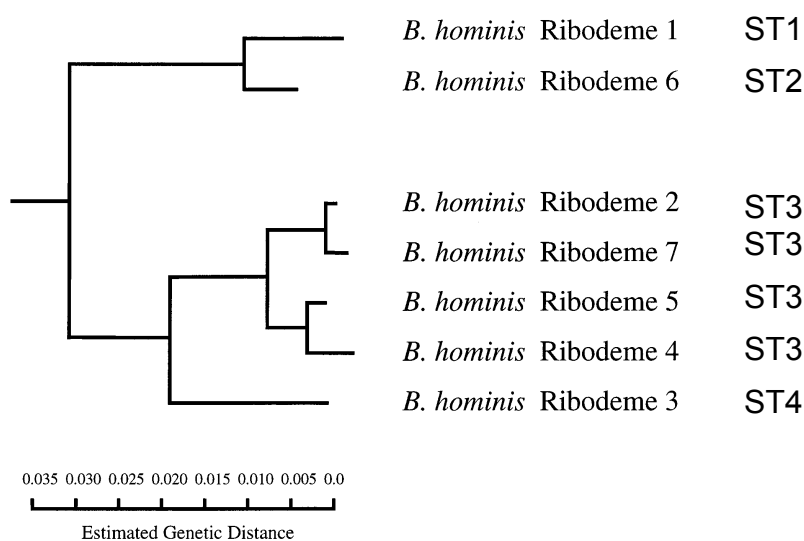 B. hominis Ribodeme 1 ST1
B. hominis Ribodeme 6 ST2
B. hominis Ribodeme 2 ST3
B. hominis Ribodeme 7 ST3
B. hominis Ribodeme 5 ST3
B. hominis Ribodeme 4 ST3
B. hominis Ribodeme 3 ST4
0.035 0.030 0.025 0.020 0.015 0.010 0.005 0.0
Estimated Genetic Distance